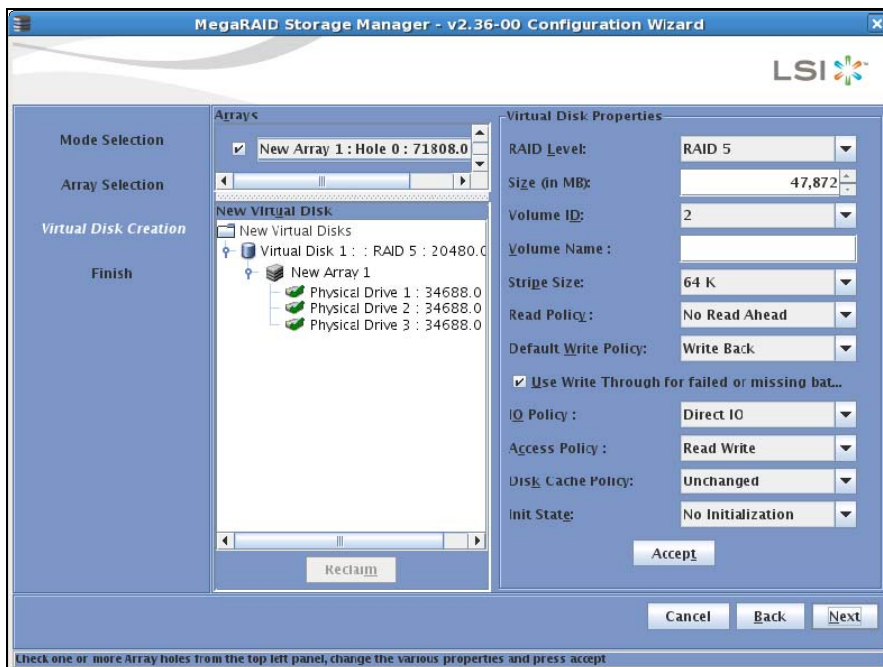 MegaRAID Storage Manager - v2.36-00 Configuration Wizard
LSI
Mode Selection
Array Selection
Virtual Disk Creation
Finish
Arrays
New Array 1 : Hole 0 : 71808.0
New Virtual Disk
New Virtual Disks
Virtual Disk 1 : : RAID 5 : 20480.0
New Array 1
Physical Drive 1 : 34688.0
Physical Drive 2 : 34688.0
Physical Drive 3 : 34688.0
Reclaim
Virtual Disk Properties
RAID Level: RAID 5
Size (in MB): 47,872
Volume ID: 2
Volume Name :
Stripe Size: 64 K
Read Policy : No Read Ahead
Default Write Policy: Write Back
Use Write Through for failed or missing bat...
IO Policy : Direct IO
Access Policy : Read Write
Disk Cache Policy: Unchanged
Init State: No Initialization
Accept
Cancel Back Next
Check one or more Array holes from the top left panel, change the various properties and press accept